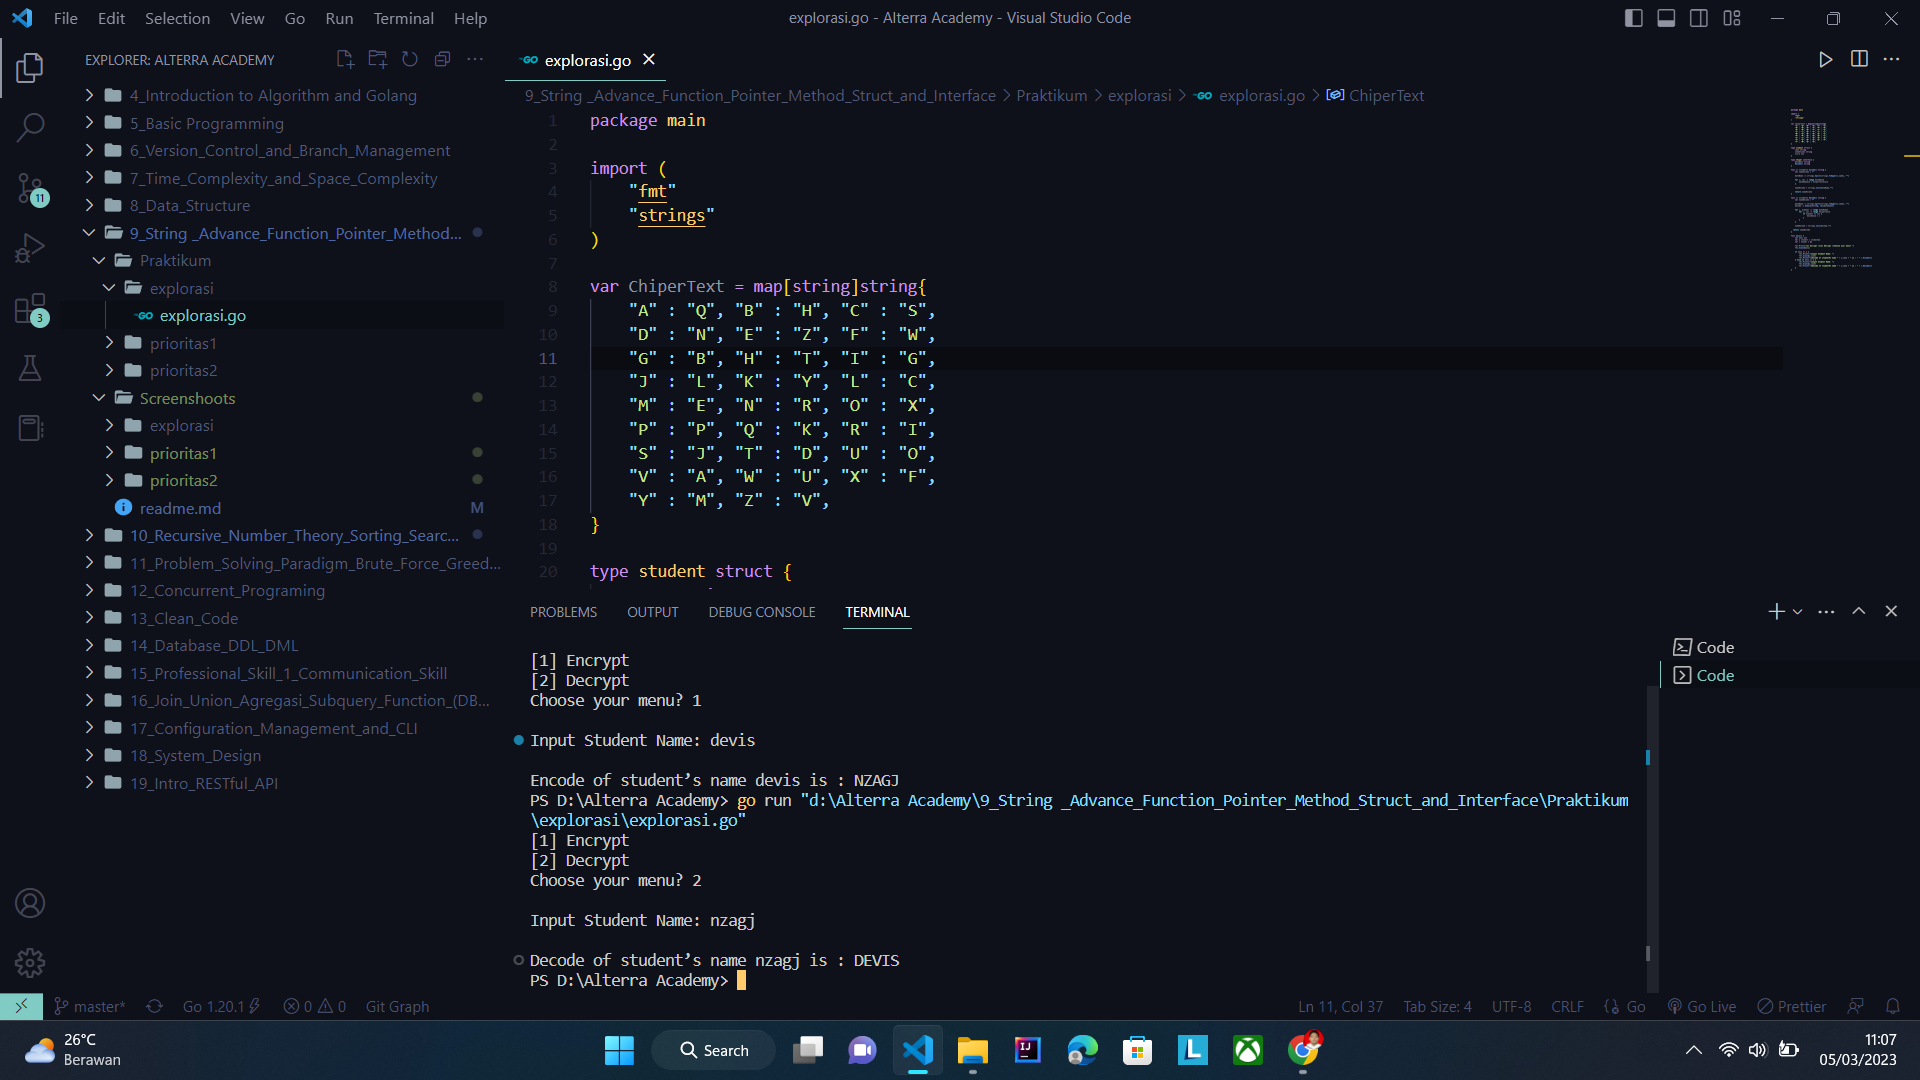 File Edit Selection View Go Run Terminal Help
explorasi.go - Alterra Academy - Visual Studio Code
EXPLORER: ALTERRA ACADEMY
4_Introduction to Algorithm and Golang
5_Basic Programming
6_Version_Control_and_Branch_Management
7_Time_Complexity_and_Space_Complexity
8_Data_Structure
9_String _Advance_Function_Pointer_Method...
Praktikum
explorasi
explorasi.go
prioritas1
prioritas2
Screenshoots
explorasi
prioritas1
prioritas2
readme.md M
10_Recursive_Number_Theory_Sorting_Searc...
11_Problem_Solving_Paradigm_Brute_Force_Greed...
12_Concurrent_Programing
13_Clean_Code
14_Database_DDL_DML
15_Professional_Skill_1_Communication_Skill
16_Join_Union_Agregasi_Subquery_Function_(DB...
17_Configuration_Management_and_CLI
18_System_Design
19_Intro_RESTful_API
11
3
explorasi.go
9_String _Advance_Function_Pointer_Method_Struct_and_Interface > Praktikum > explorasi > explorasi.go > ChiperText
1 package main
2
3 import (
4 "fmt"
5 "strings"
6 )
7
8 var ChiperText = map[string]string{
9 "A" : "Q", "B" : "H", "C" : "S",
10 "D" : "N", "E" : "Z", "F" : "W",
11 "G" : "B", "H" : "T", "I" : "G",
12 "J" : "L", "K" : "Y", "L" : "C",
13 "M" : "E", "N" : "R", "O" : "X",
14 "P" : "P", "Q" : "K", "R" : "I",
15 "S" : "J", "T" : "D", "U" : "O",
16 "V" : "A", "W" : "U", "X" : "F",
17 "Y" : "M", "Z" : "V",
18 }
19
20 type student struct {
PROBLEMS OUTPUT DEBUG CONSOLE TERMINAL
[1] Encrypt
[2] Decrypt
Choose your menu? 1
Input Student Name: devis
Encode of student’s name devis is : NZAGJ
PS D:\Alterra Academy> go run "d:\Alterra Academy\9_String _Advance_Function_Pointer_Method_Struct_and_Interface\Praktikum
\explorasi\explorasi.go"
[1] Encrypt
[2] Decrypt
Choose your menu? 2
Input Student Name: nzagj
Decode of student’s name nzagj is : DEVIS
PS D:\Alterra Academy>
Code
Code
master* Go 1.20.1 0 0 Git Graph
Ln 11, Col 37 Tab Size: 4 UTF-8 CRLF Go Go Live Prettier
26°C
Berawan
Search
11:07
05/03/2023